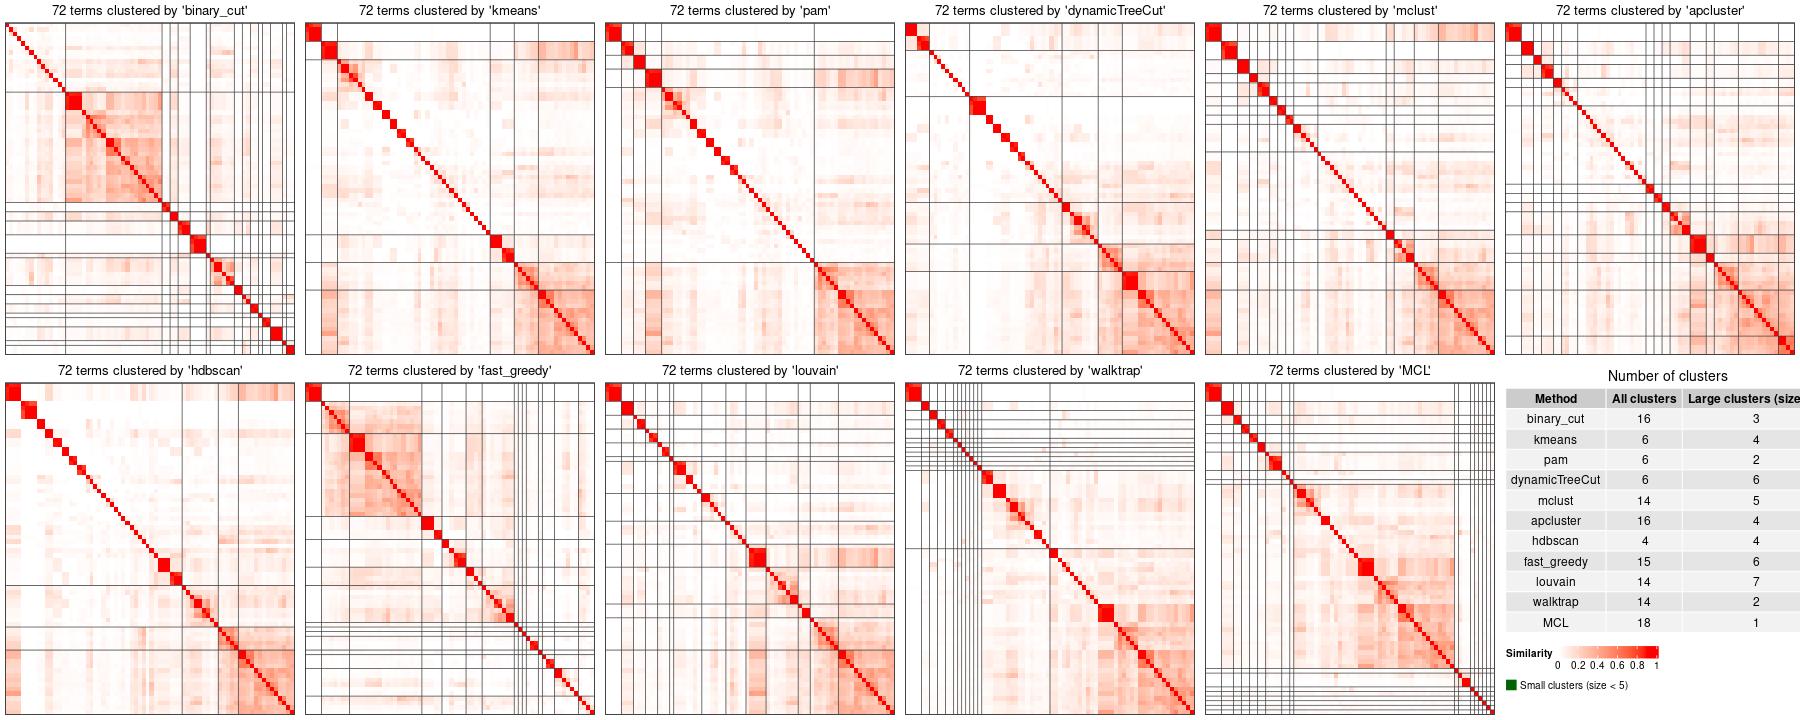 72 terms clustered by 'binary_cut'
72 terms clustered by 'kmeans'
72 terms clustered by 'pam'
72 terms clustered by 'dynamicTreeCut'
72 terms clustered by 'mclust'
72 terms clustered by 'apcluster'
72 terms clustered by 'hdbscan'
72 terms clustered by 'fast_greedy'
72 terms clustered by 'louvain'
72 terms clustered by 'walktrap'
72 terms clustered by 'MCL'
Number of clusters
Method All clusters Large clusters (size
binary_cut 16 3
kmeans 6 4
pam 6 2
dynamicTreeCut 6 6
mclust 14 5
apcluster 16 4
hdbscan 4 4
fast_greedy 15 6
louvain 14 7
walktrap 14 2
MCL 18 1
Similarity
0 0.2 0.4 0.6 0.8 1
Small clusters (size < 5)